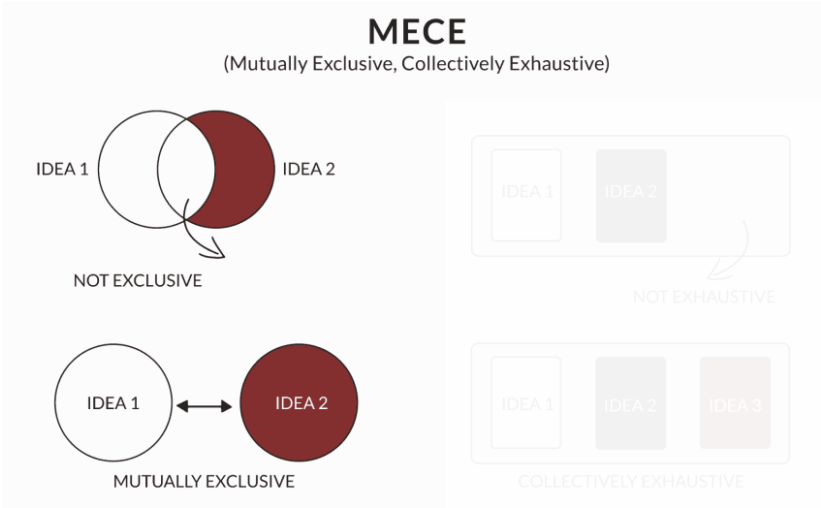 MECE
(Mutually Exclusive, Collectively Exhaustive)
IDEA 1
IDEA 2
NOT EXCLUSIVE
IDEA 1
IDEA 2
MUTUALLY EXCLUSIVE
IDEA 1
IDEA 2
NOT EXHAUSTIVE
IDEA 1
IDEA 2
IDEA 3
COLLECTIVELY EXHAUSTIVE